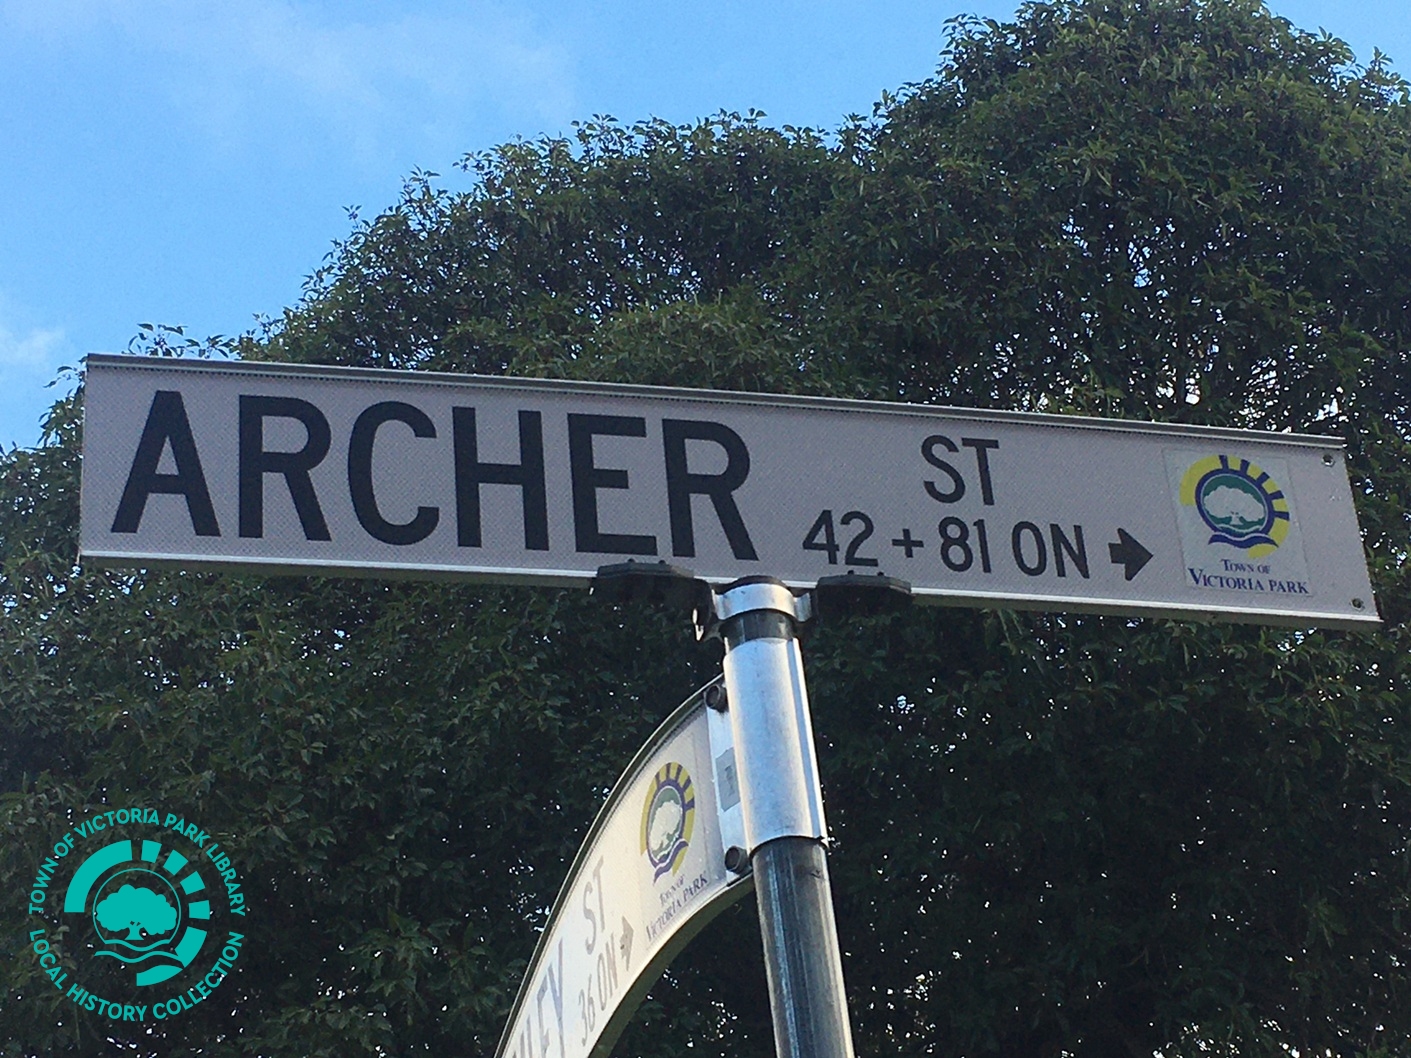 ARCHER ST
42 + 81 ON
TOWN OF
VICTORIA PARK
ST
36 ON
TOWN OF
VICTORIA PARK
TOWN OF VICTORIA PARK LIBRARY
LOCAL HISTORY COLLECTION